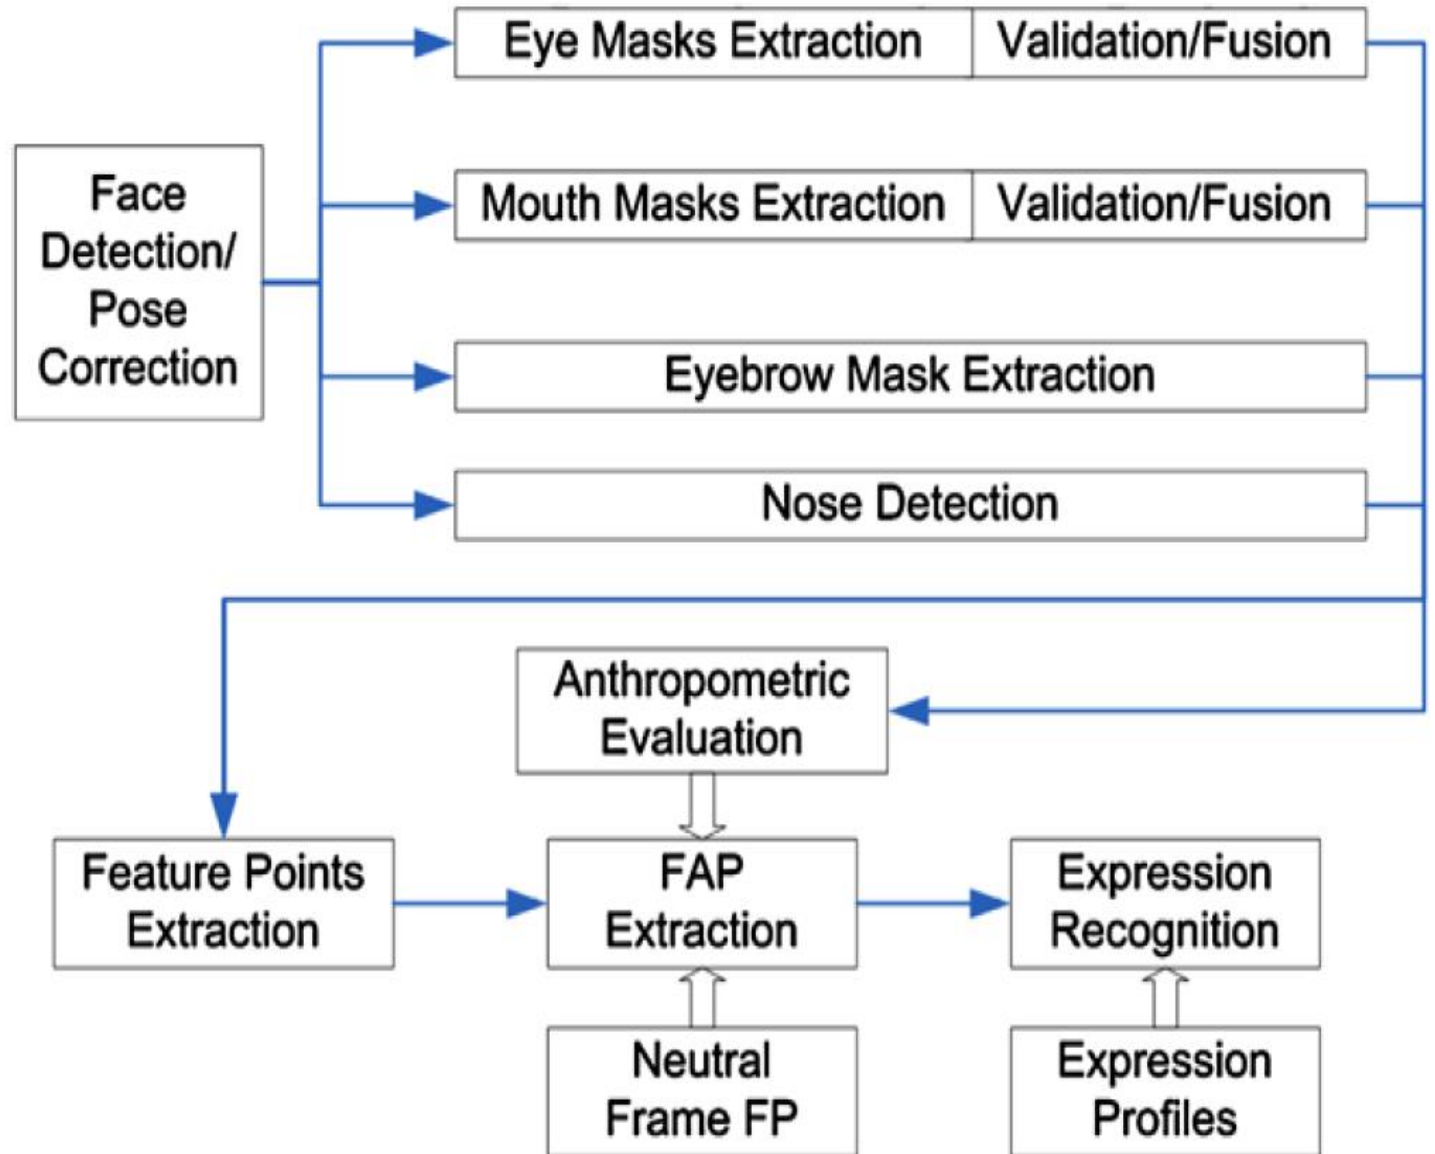 Eye Masks Extraction
Validation/Fusion
Face
Detection/
Pose
Correction
Mouth Masks Extraction
Validation/Fusion
Eyebrow Mask Extraction
Nose Detection
Anthropometric
Evaluation
Feature Points
Extraction
FAP
Extraction
Expression
Recognition
Neutral
Frame FP
Expression
Profiles